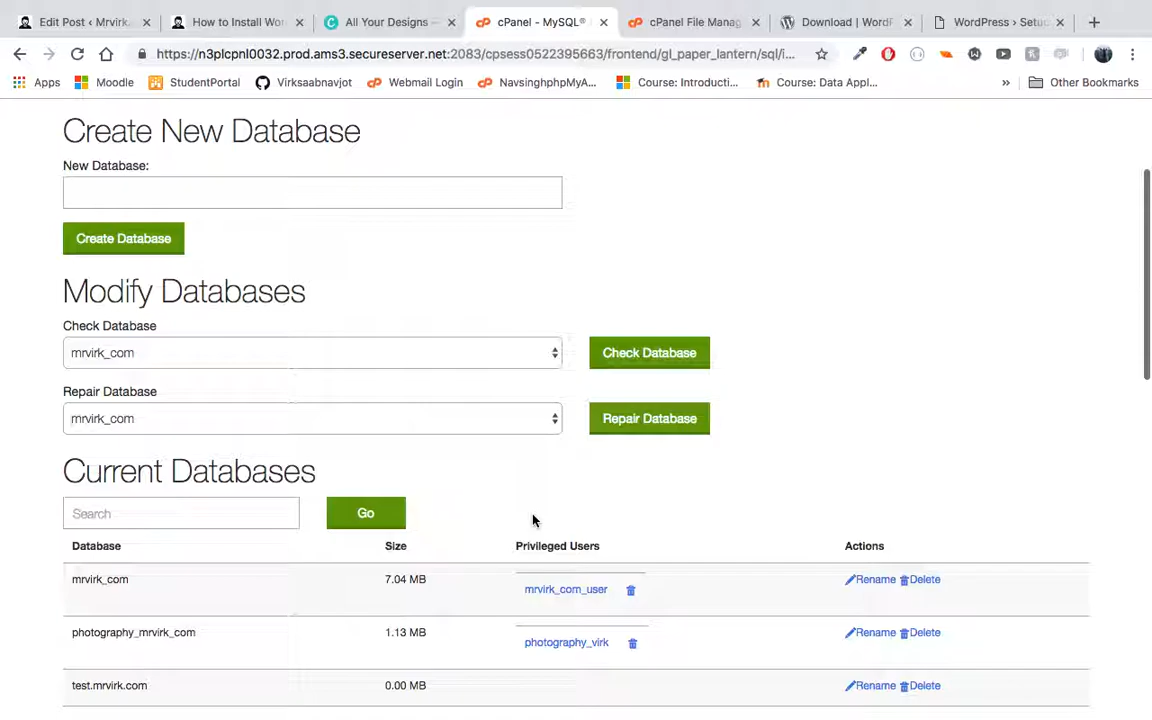 Edit Post ‹ Mrvirk
How to Install Wo
All Your Designs –
cPanel - MySQL®
cPanel File Manag
Download | WordP
WordPress › Setu
https://n3plcpnl0032.prod.ams3.secureserver.net:2083/cpsess0522395663/frontend/gl_paper_lantern/sql/i...
Apps
Moodle
StudentPortal
Virksaabnavjot
Webmail Login
NavsinghphpMyA...
Course: Introducti...
Course: Data Appl...
»
Other Bookmarks
Create New Database
New Database:
Create Database
Modify Databases
Check Database
mrvirk_com
Check Database
Repair Database
mrvirk_com
Repair Database
Current Databases
Search
Go
Database Size Privileged Users Actions
mrvirk_com 7.04 MB mrvirk_com_user Rename Delete
photography_mrvirk_com 1.13 MB photography_virk Rename Delete
test.mrvirk.com 0.00 MB Rename Delete